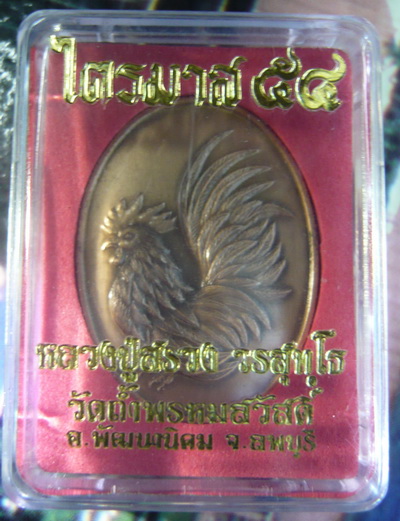 ไตรมาส ๕๔
หลวงปู่สรวง วรสุทฺโธ
วัดถ้ำพรหมสวัสดิ์
อ.พัฒนานิคม จ.ลพบุรี